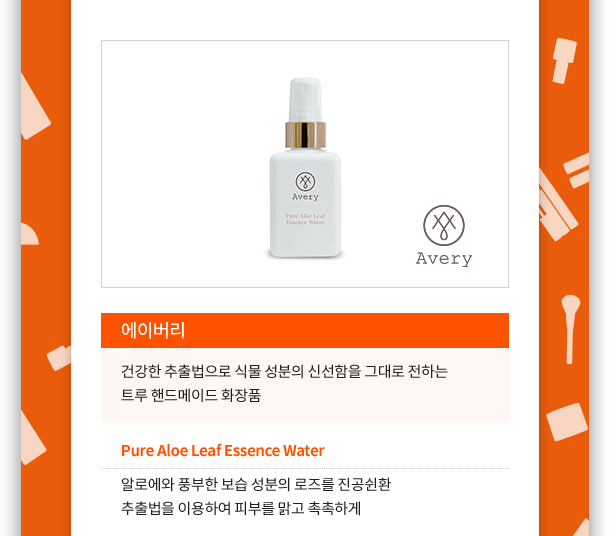 Avery
Pure Aloe Leaf
Essence Water
Avery
에이버리
건강한 추출법으로 식물 성분의 신선함을 그대로 전하는
트루 핸드메이드 화장품
Pure Aloe Leaf Essence Water
알로에와 풍부한 보습 성분의 로즈를 진공순환
추출법을 이용하여 피부를 맑고 촉촉하게